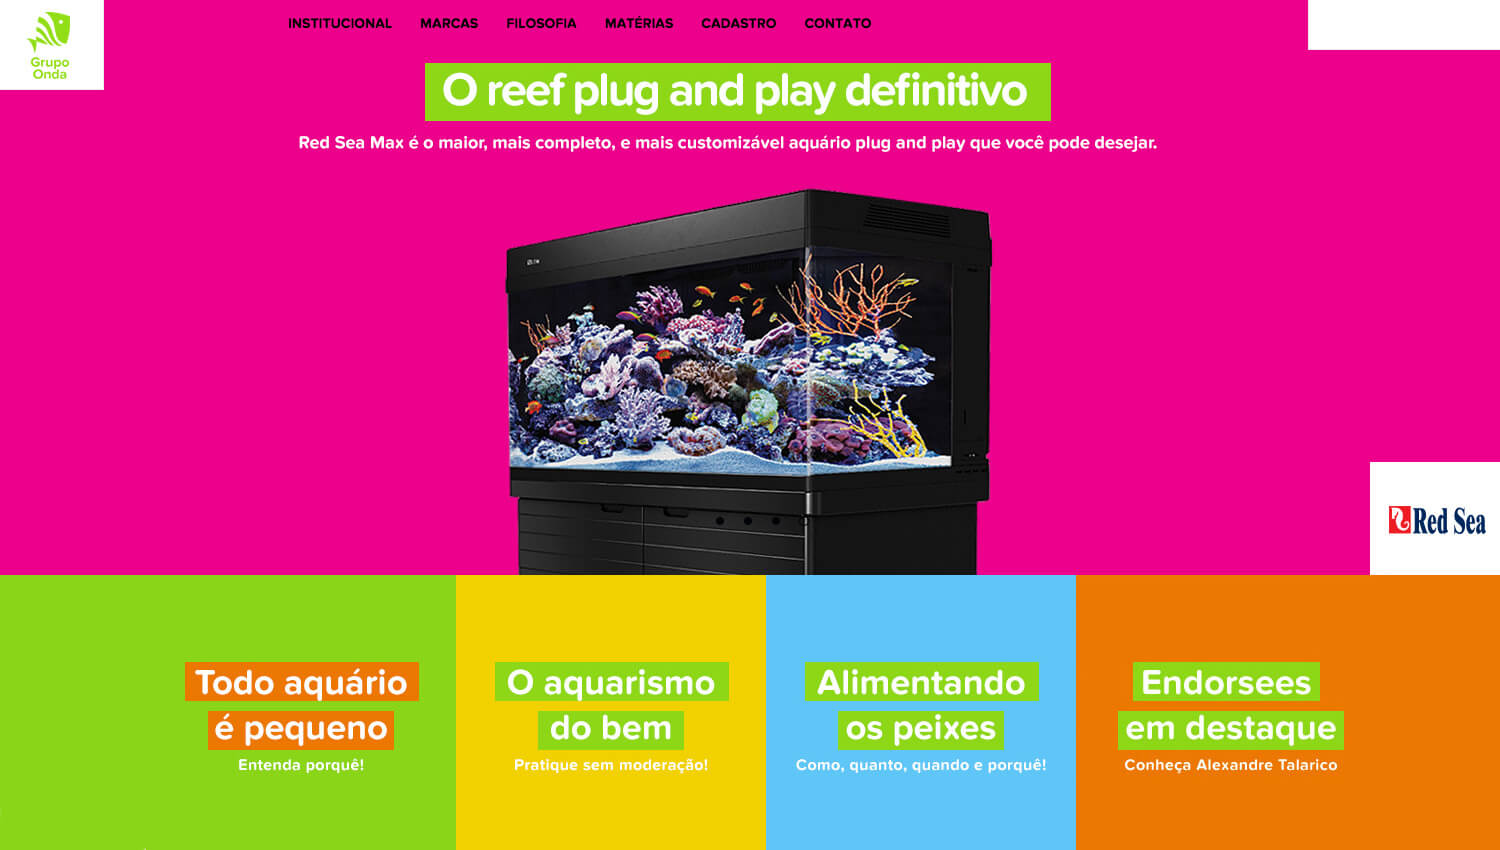 Grupo
Onda
INSTITUCIONAL MARCAS FILOSOFIA MATÉRIAS CADASTRO CONTATO
O reef plug and play definitivo
Red Sea Max é o maior, mais completo, e mais customizável aquário plug and play que você pode desejar.
Red Sea
Todo aquário
é pequeno
Entenda porquê!
O aquarismo
do bem
Pratique sem moderação!
Alimentando
os peixes
Como, quanto, quando e porquê!
Endorsees
em destaque
Conheça Alexandre Talarico